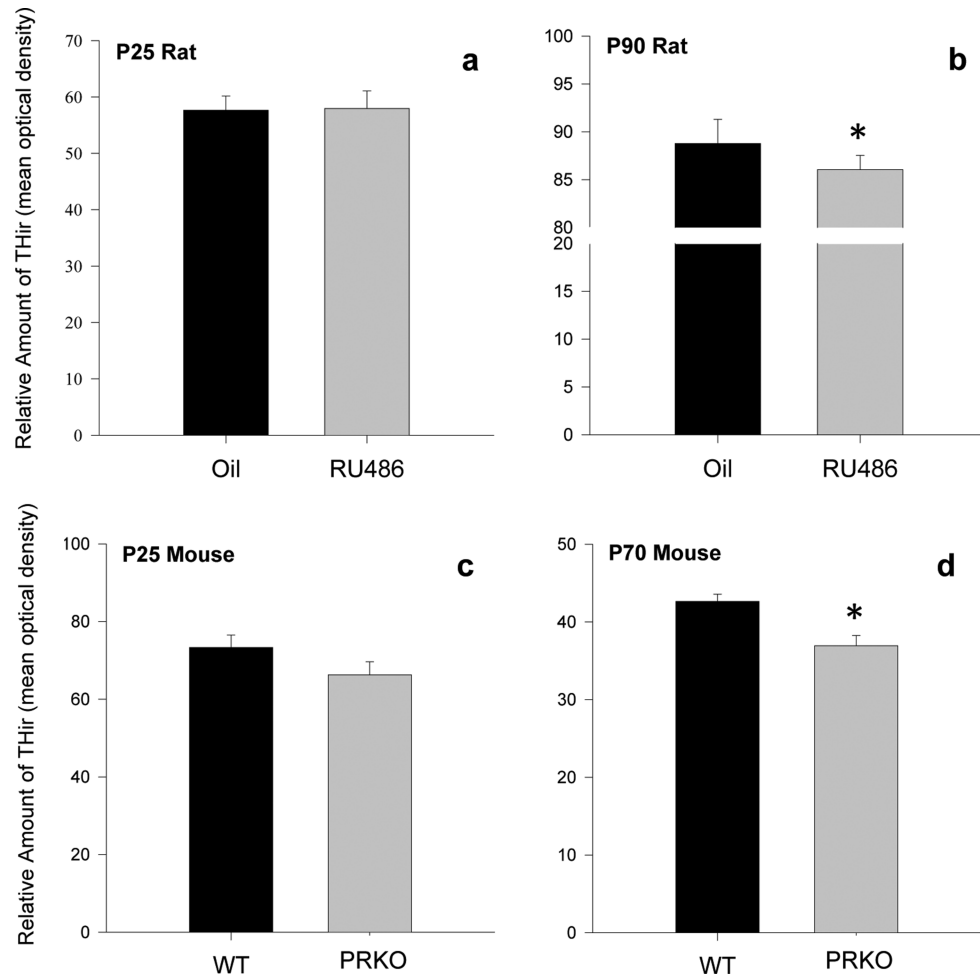 P25 Rat
a
Relative Amount of THir (mean optical density)
70
60
50
40
30
20
10
0
Oil
RU486
P90 Rat
b
100
95
90
85
80
20
15
10
5
0
*
Oil
RU486
P25 Mouse
c
Relative Amount of THir (mean optical density)
100
80
60
40
20
0
WT
PRKO
P70 Mouse
d
50
40
30
20
10
0
*
WT
PRKO